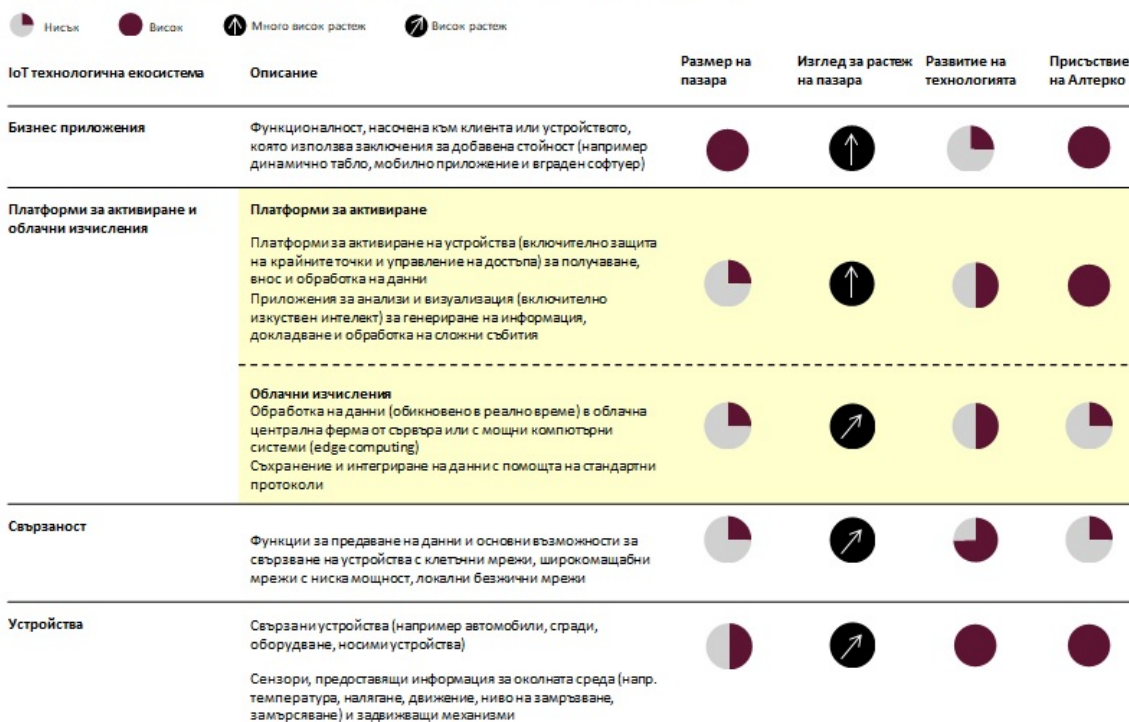 Нисък
Висок
Много висок растеж
Висок растеж
IoT технологична екосистема
Описание
Размер на
пазара
Изглед за растеж
на пазара
Развитие на
технологията
Присъствие
на Алтерко
Бизнес приложения
Функционалност, насочена към клиента или устройството,
която използва заключения за добавена стойност (например
динамично табло, мобилно приложение и вграден софтуер)
Платформи за активиране и
облачни изчисления
Платформи за активиране
Платформи за активиране на устройства (включително защита
на крайните точки и управление на достъпа) за получаване,
внос и обработка на данни
Приложения за анализи и визуализация (включително
изкуствен интелект) за генериране на информация,
докладване и обработка на сложни събития
Облачни изчисления
Обработка на данни (обикновено в реално време) в облачна
централна ферма от сървъра или с мощни компютърни
системи (edge computing)
Съхранение и интегриране на данни с помощта на стандартни
протоколи
Свързаност
Функции за предаване на данни и основни възможности за
свързване на устройства с клетъчни мрежи, широкомащабни
мрежи с ниска мощност, локални безжични мрежи
Устройства
Свързани устройства (например автомобили, сгради,
оборудване, носими устройства)
Сензори, предоставящи информация за околната среда (напр.
температура, налягане, движение, ниво на замръзване,
замърсяване) и задвижващи механизми